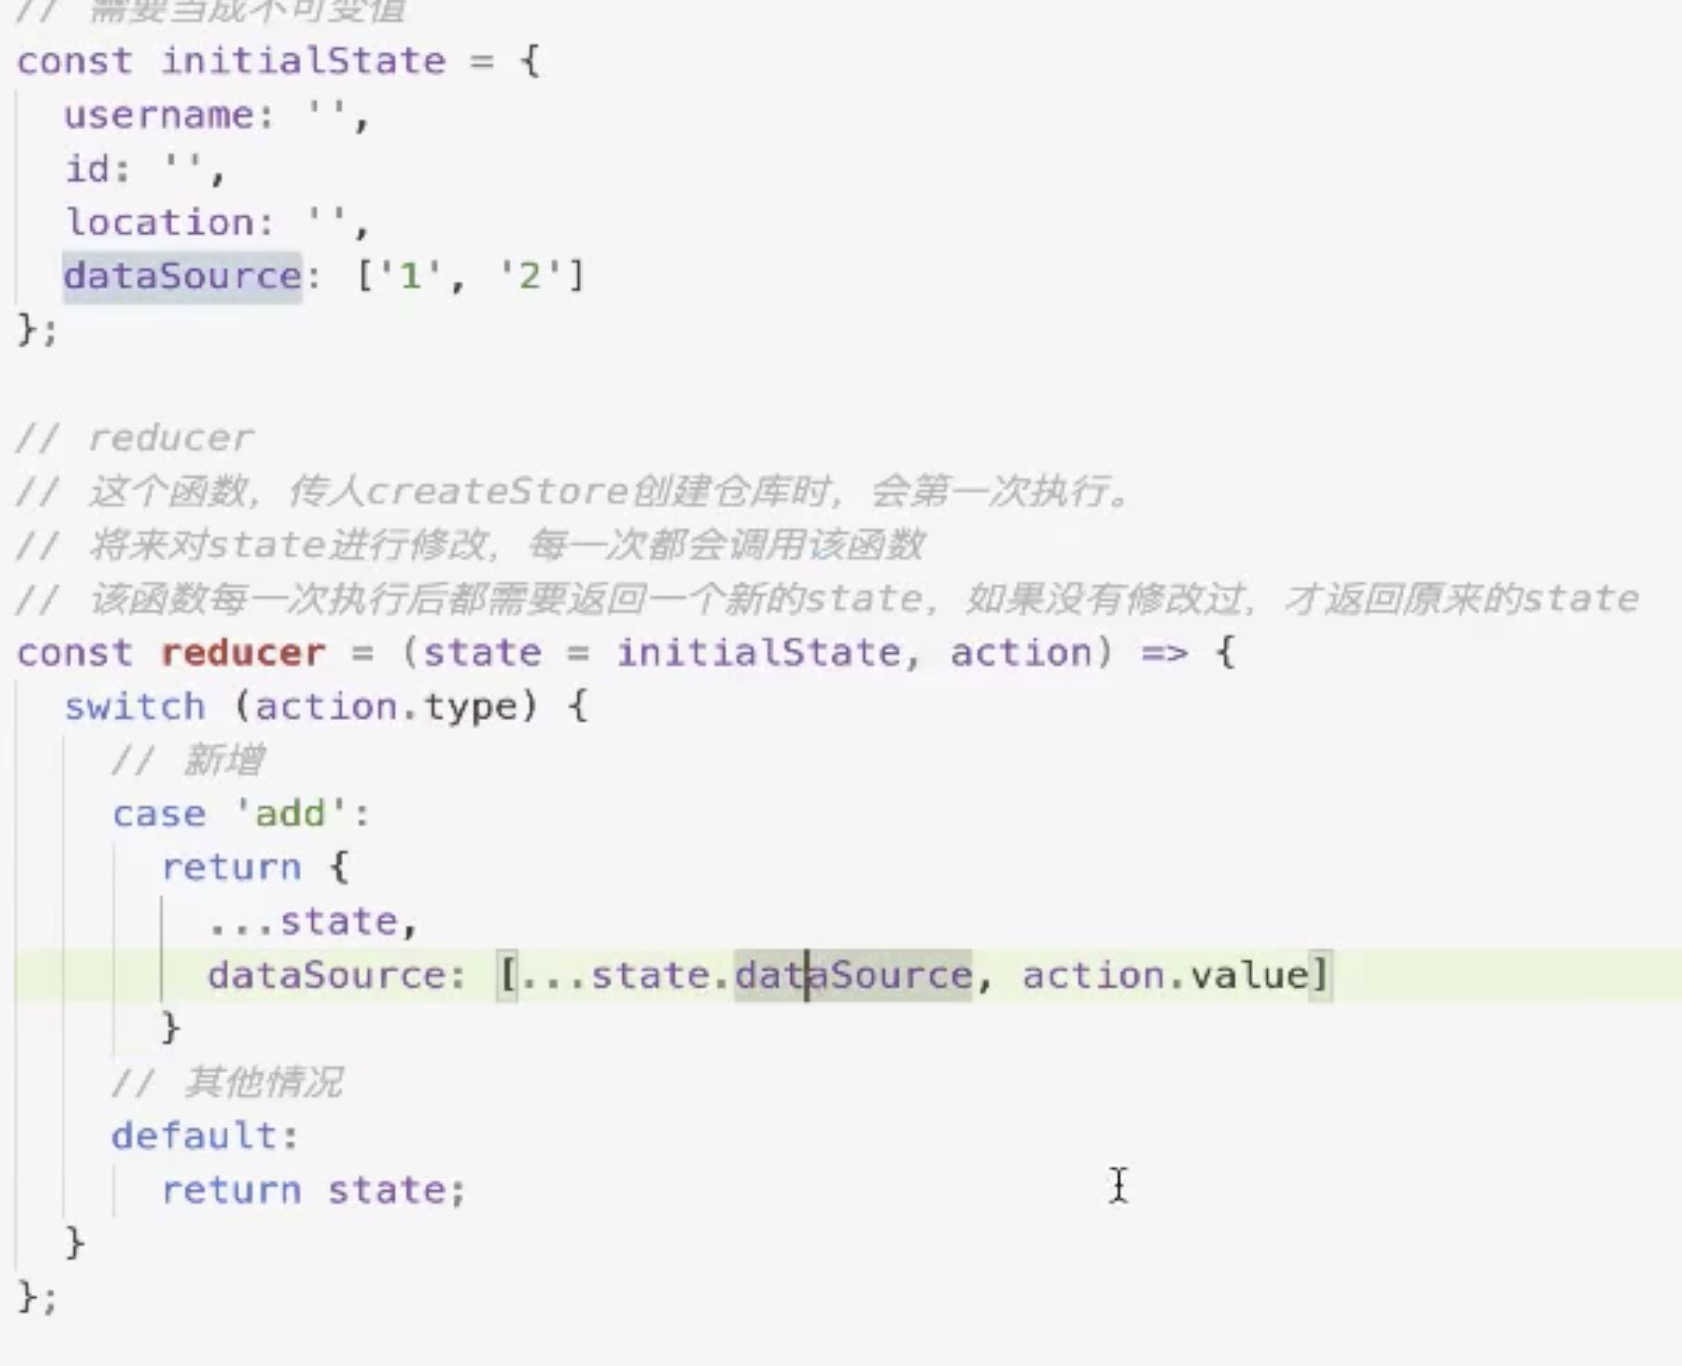 // 需要当成不可变值
const initialState = {
username: '',
id: '',
location: '',
dataSource: ['1', '2']
};
// reducer
// 这个函数，传人createStore创建仓库时，会第一次执行。
// 将来对state进行修改，每一次都会调用该函数
// 该函数每一次执行后都需要返回一个新的state，如果没有修改过，才返回原来的state
const reducer = (state = initialState, action) => {
switch (action.type) {
// 新增
case 'add':
return {
...state,
dataSource: [...state.dataSource, action.value]
}
// 其他情况
default:
return state;
}
};